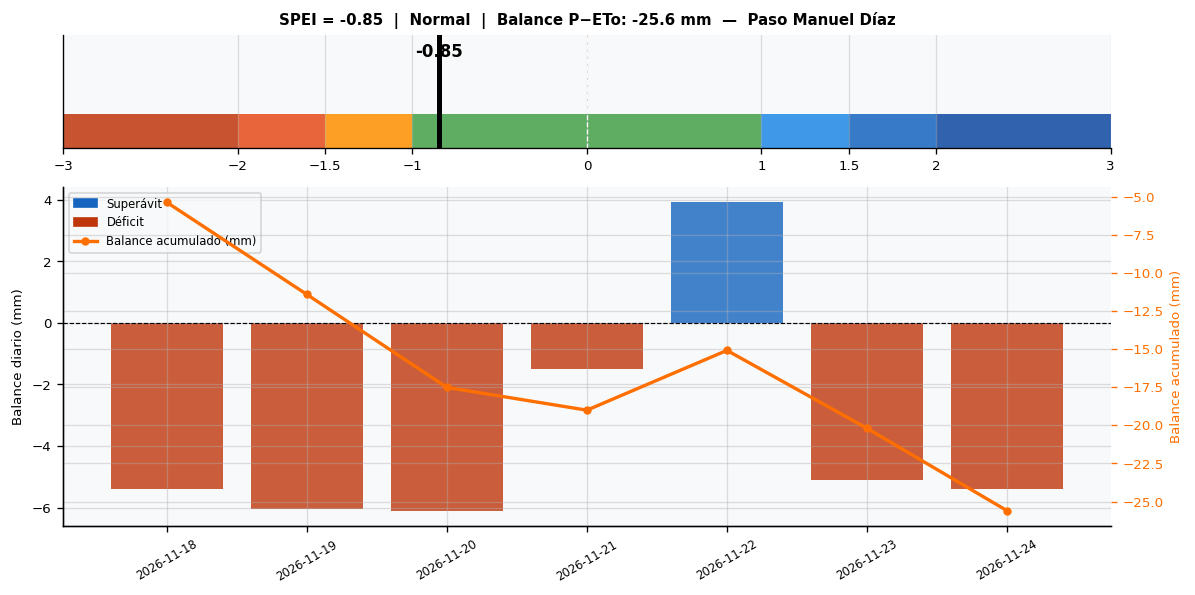 SPEI = -0.85  |  Normal  |  Balance P−ETo: -25.6 mm  —  Paso Manuel Díaz
-0.85
−3 −2 −1.5 −1 0 1 1.5 2 3
Superávit
Déficit
Balance acumulado (mm)
Balance diario (mm)
4
2
0
−2
−4
−6
−5.0
−7.5
−10.0
−12.5
−15.0
−17.5
−20.0
−22.5
−25.0
Balance acumulado (mm)
2026-11-18 2026-11-19 2026-11-20 2026-11-21 2026-11-22 2026-11-23 2026-11-24